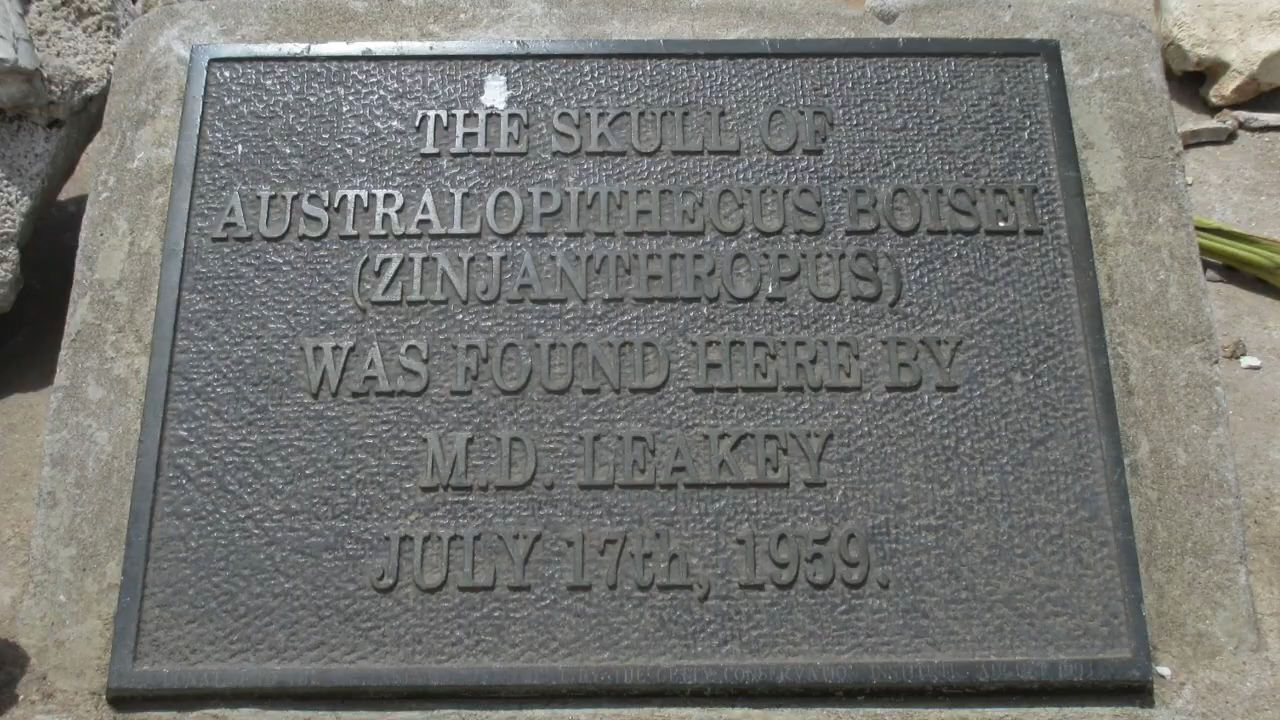 THE SKULL OF
AUSTRALOPITHECUS BOISEI
(ZINJANTHROPUS)
WAS FOUND HERE BY
M.D. LEAKEY
JULY 17th, 1959.